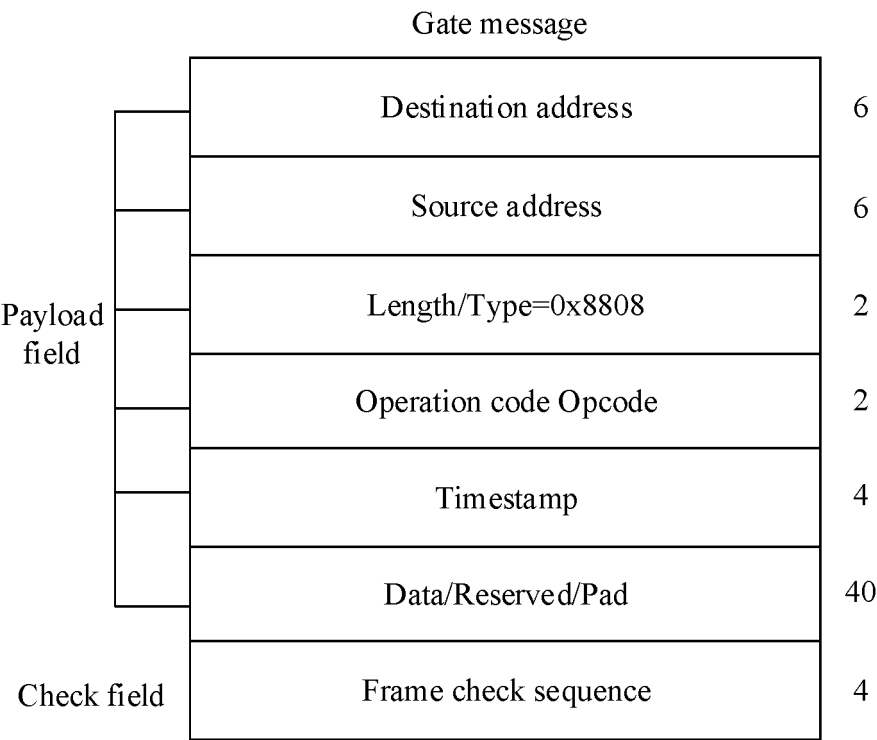 Gate message
Destination address 6
Source address 6
Length/Type=0x8808 2
Payload
field
Operation code Opcode 2
Timestamp 4
Data/Reserved/Pad 40
Check field Frame check sequence 4